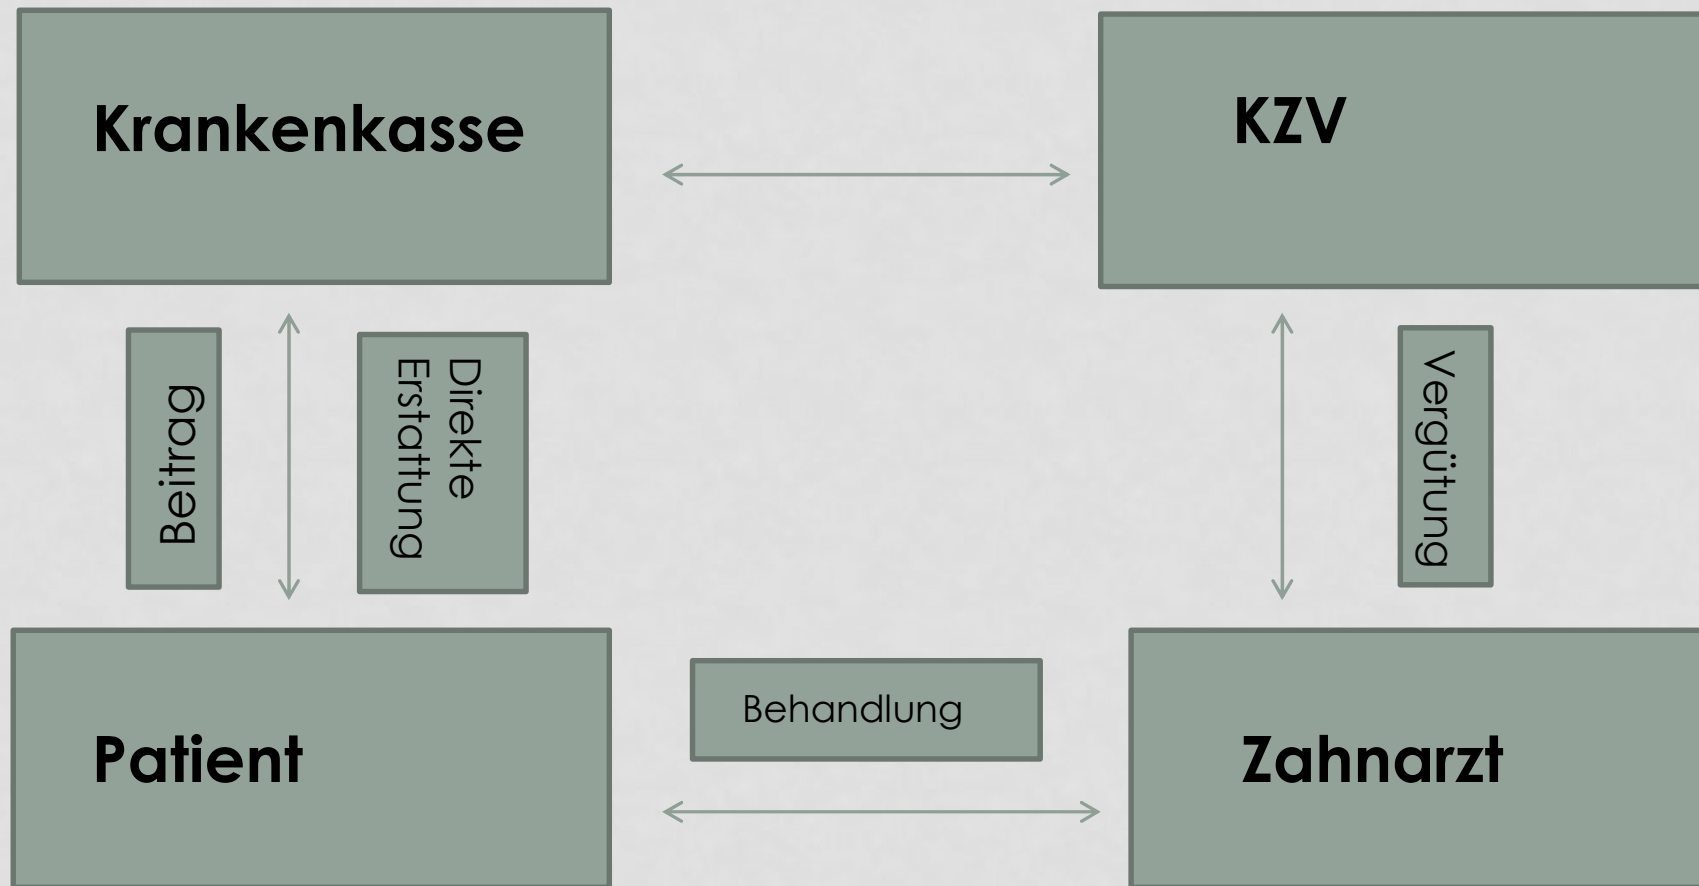 Krankenkasse
KZV
Beitrag
Direkte
Erstattung
Vergütung
Behandlung
Patient
Zahnarzt